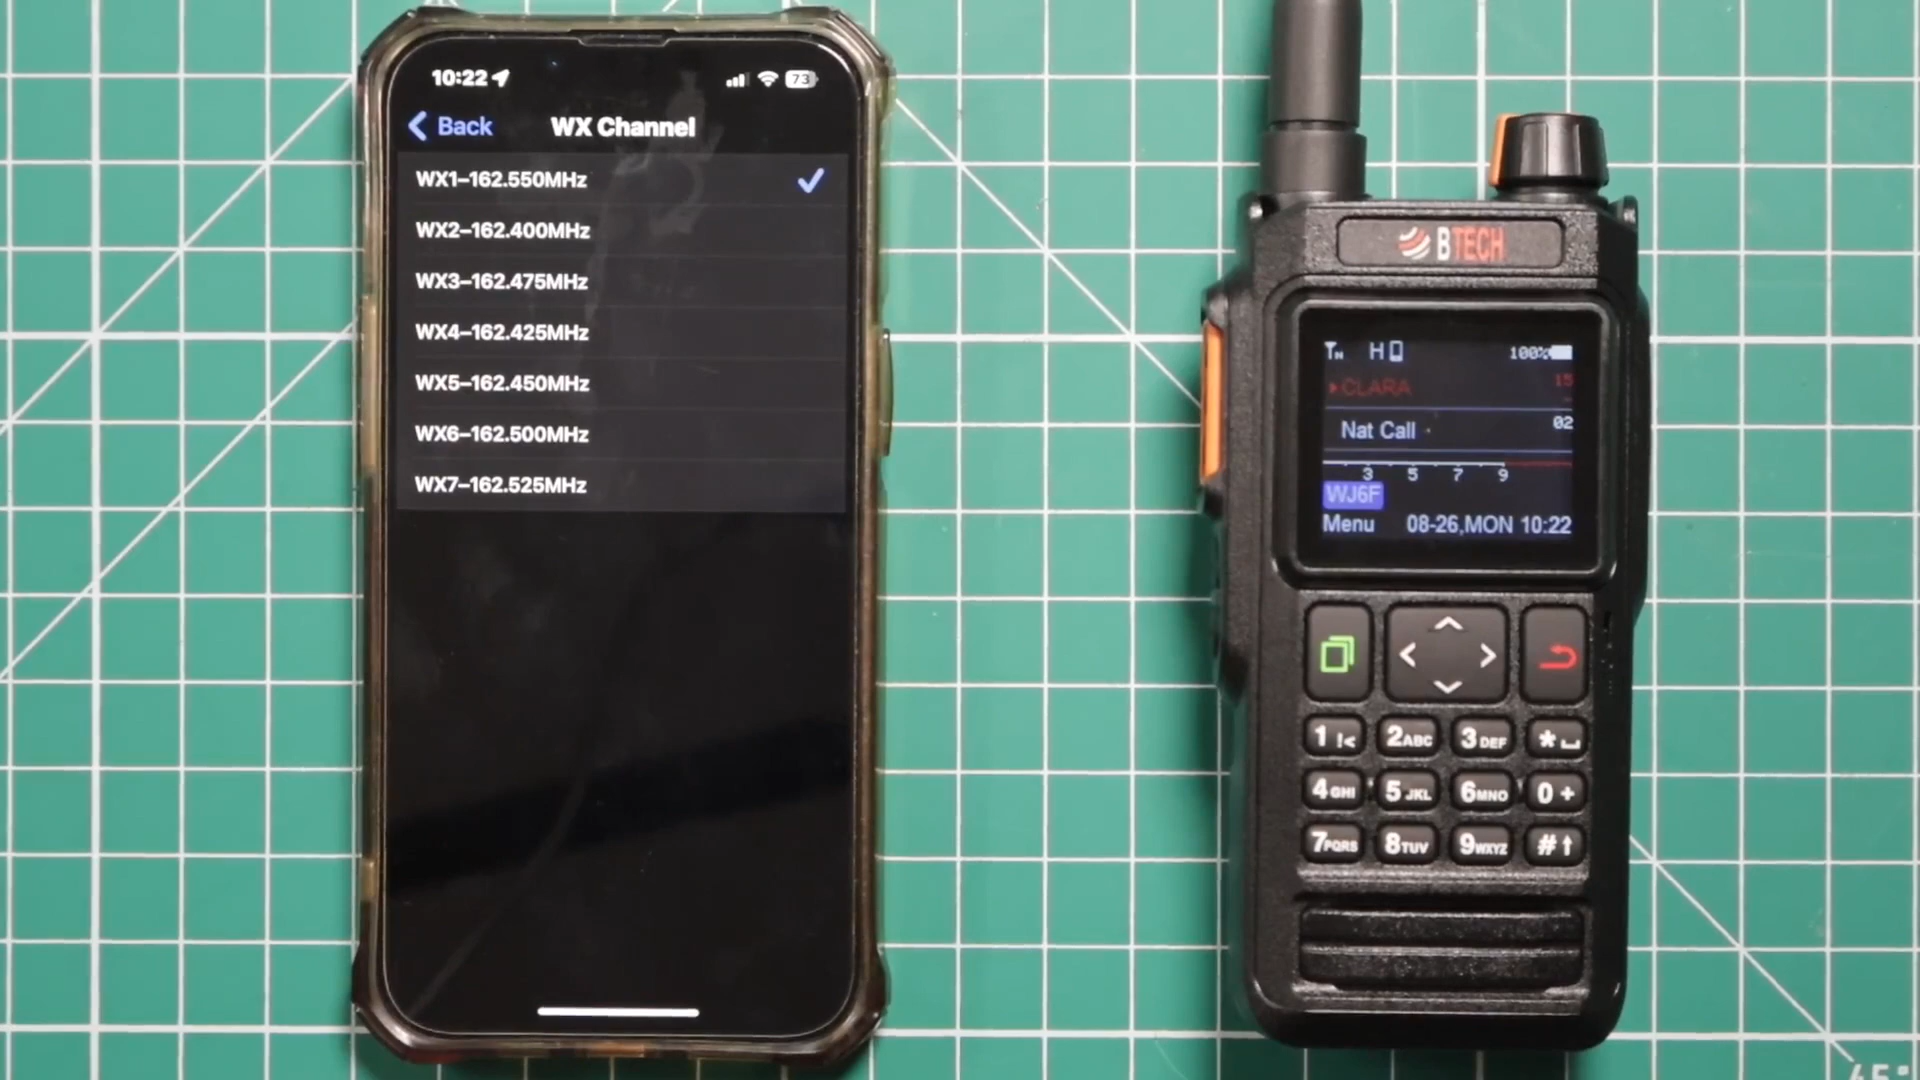 10:22
73
Back
WX Channel
WX1–162.550MHz
WX2–162.400MHz
WX3–162.475MHz
WX4–162.425MHz
WX5–162.450MHz
WX6–162.500MHz
WX7–162.525MHz
BTECH
H 100%
CLARA 15
Nat Call 02
3 5 7 9
WJ6F
Menu 08-26,MON 10:22
1 2ABC 3DEF *
4GHI 5JKL 6MNO 0+
7PQRS 8TUV 9WXYZ #